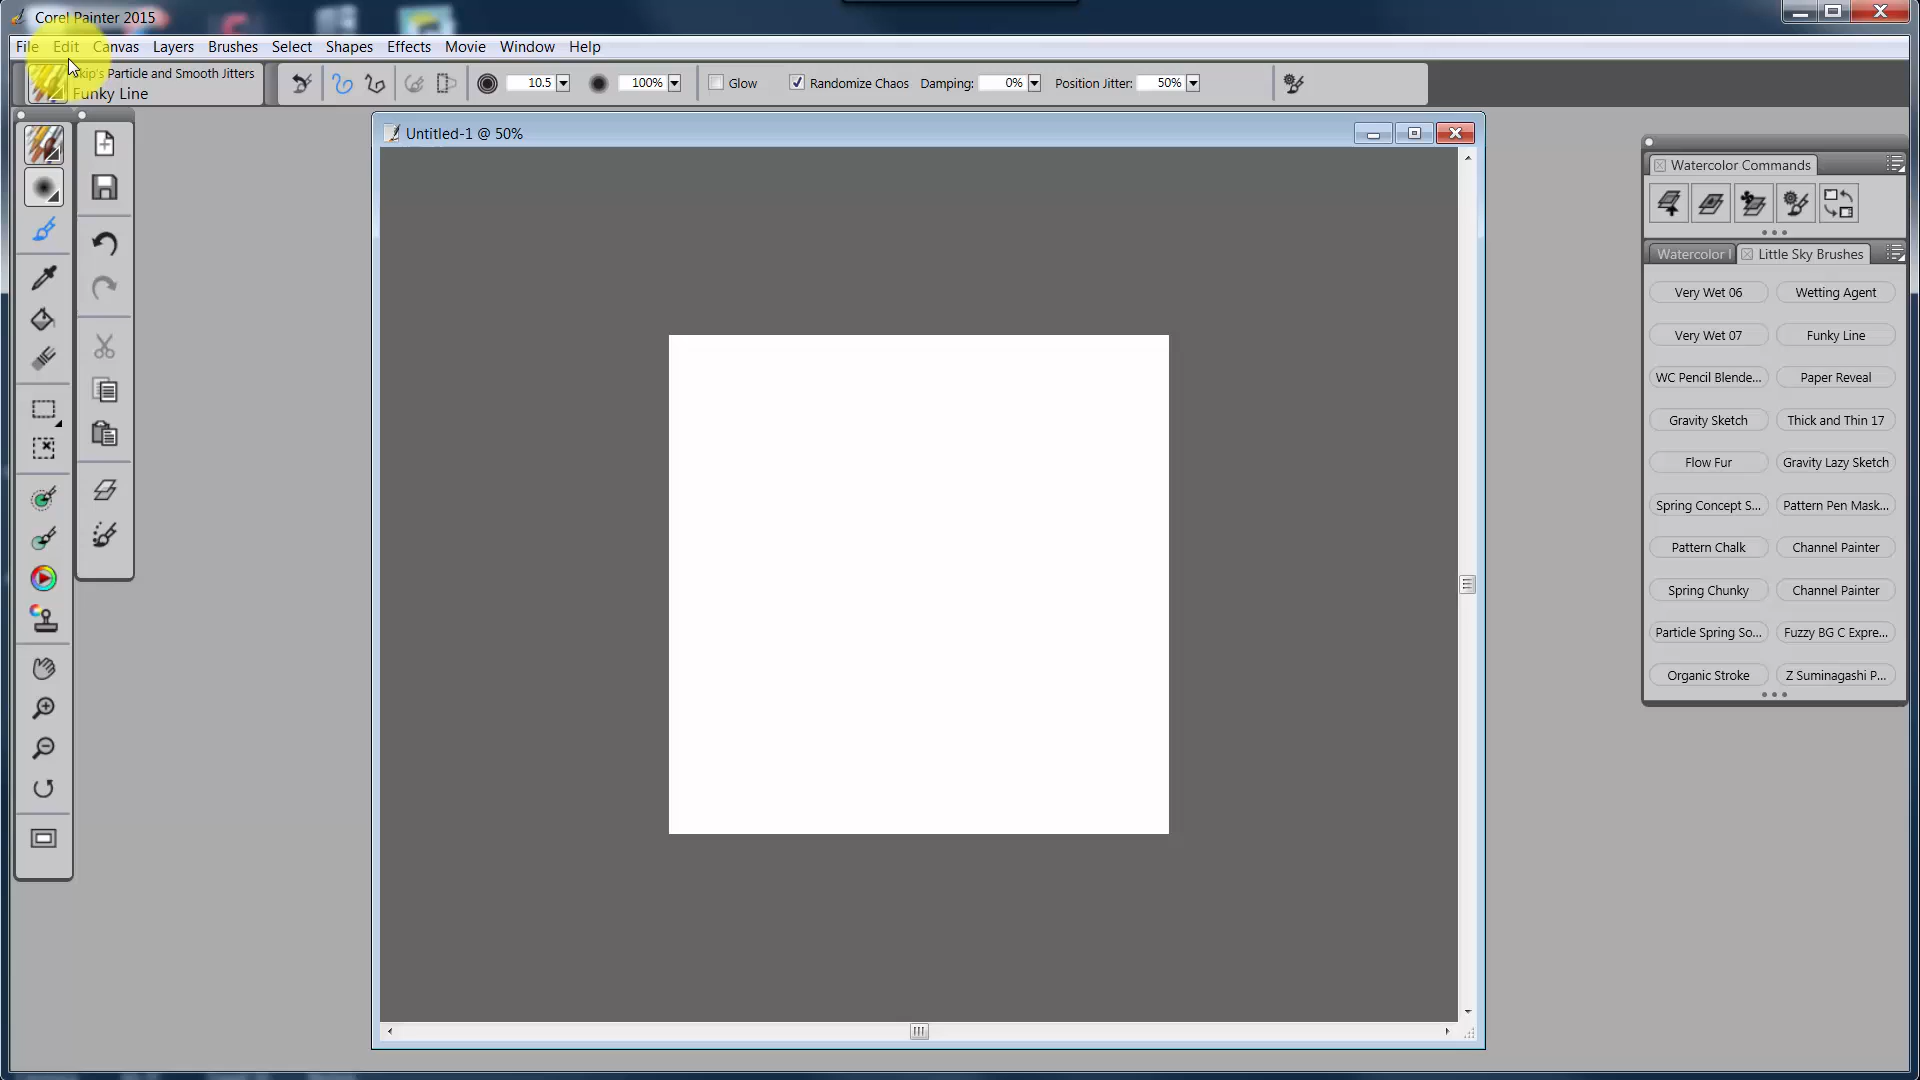 Corel Painter 2015
File Edit Canvas Layers Brushes Select Shapes Effects Movie Window Help
Skip's Particle and Smooth Jitters
Funky Line
10.5 100% Glow Randomize Chaos Damping: 0% Position Jitter: 50%
Untitled-1 @ 50%
Watercolor Commands
Watercolor Little Sky Brushes
Very Wet 06 Wetting Agent
Very Wet 07 Funky Line
WC Pencil Blende... Paper Reveal
Gravity Sketch Thick and Thin 17
Flow Fur Gravity Lazy Sketch
Spring Concept S... Pattern Pen Mask...
Pattern Chalk Channel Painter
Spring Chunky Channel Painter
Particle Spring So... Fuzzy BG C Expre...
Organic Stroke Z Suminagashi P...